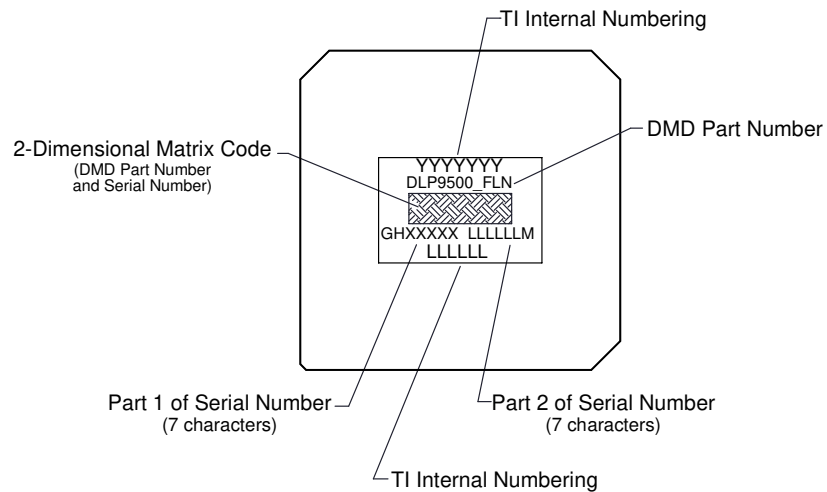 TI Internal Numbering
DMD Part Number
2-Dimensional Matrix Code
(DMD Part Number
and Serial Number)
YYYYYYY
DLP9500_FLN
GHXXXXX LLLLLLM
LLLLLL
Part 1 of Serial Number
(7 characters)
Part 2 of Serial Number
(7 characters)
TI Internal Numbering